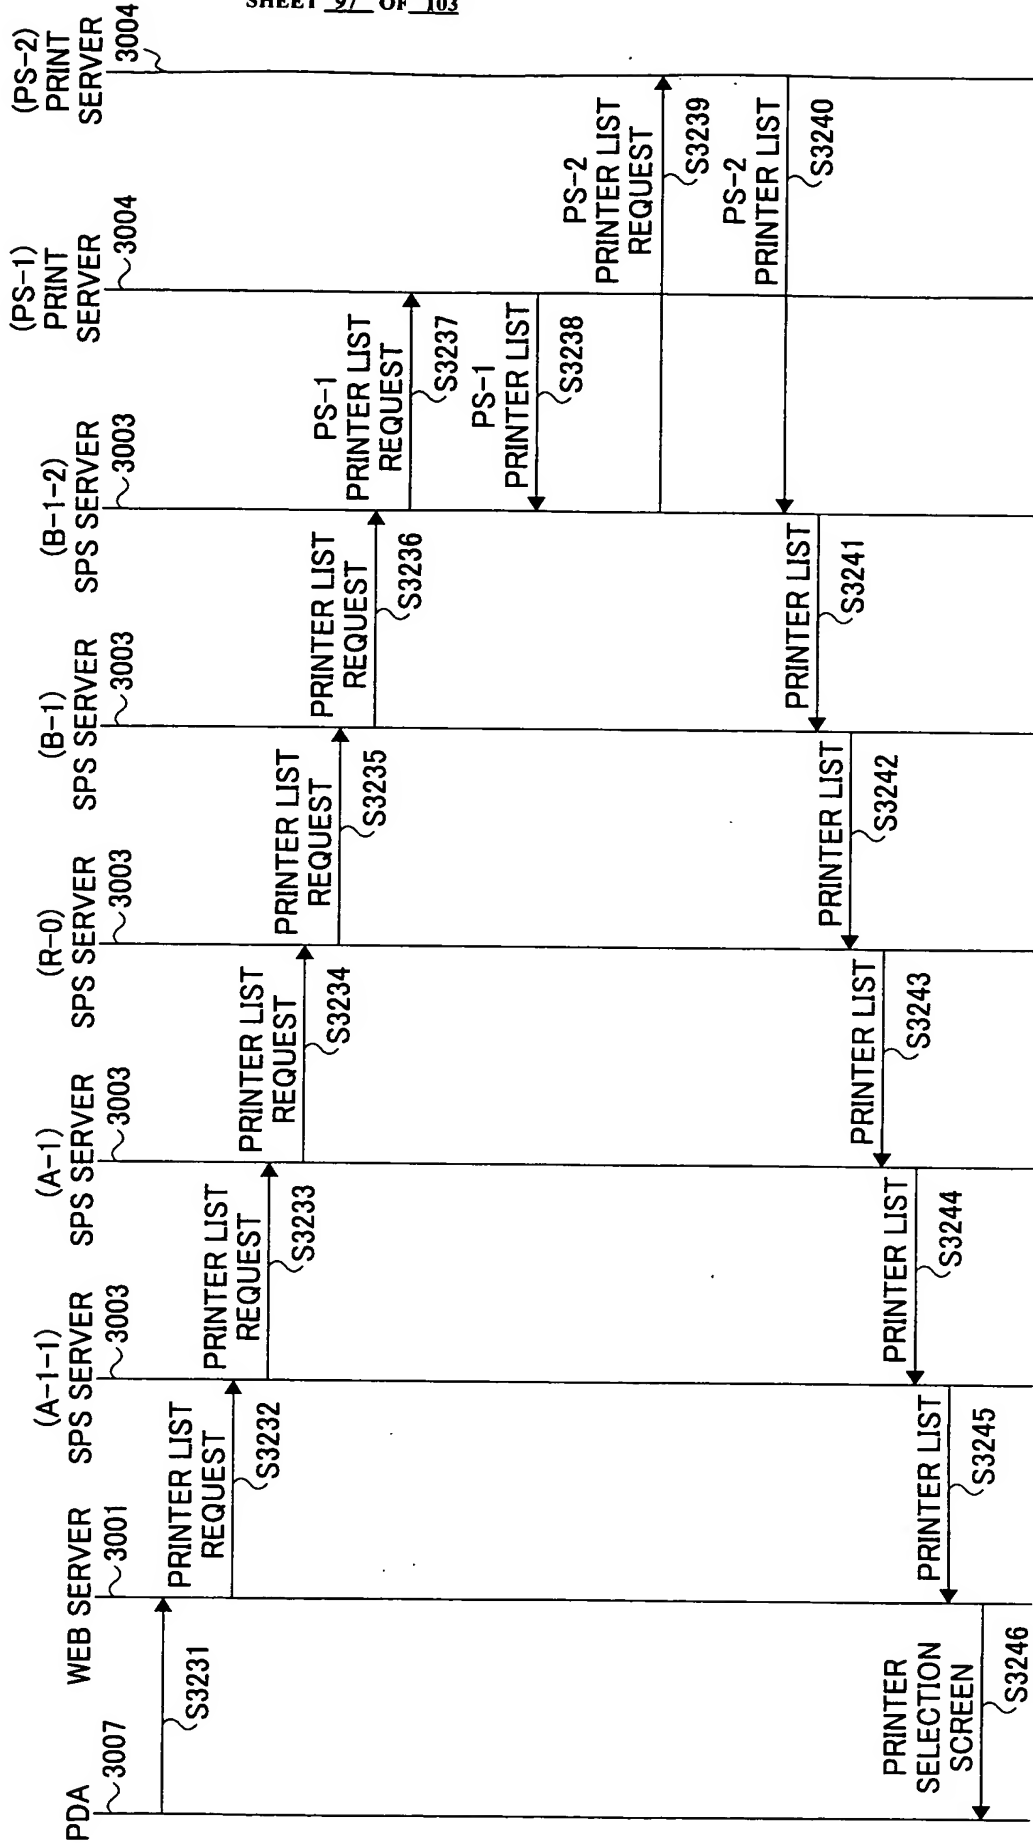 SHEET 97 OF 103
PDA
3007
WEB SERVER
3001
(A-1-1)
SPS SERVER
3003
(A-1)
SPS SERVER
3003
(R-0)
SPS SERVER
3003
(B-1)
SPS SERVER
3003
(B-1-2)
SPS SERVER
3003
(PS-1)
PRINT
SERVER
3004
(PS-2)
PRINT
SERVER
3004
S3231
PRINTER LIST
REQUEST
S3232
PRINTER LIST
REQUEST
S3233
PRINTER LIST
REQUEST
S3234
PRINTER LIST
REQUEST
S3235
PRINTER LIST
REQUEST
S3236
PS-1
PRINTER LIST
REQUEST
S3237
PS-1
PRINTER LIST
S3238
PS-2
PRINTER LIST
REQUEST
S3239
PS-2
PRINTER LIST
S3240
PRINTER LIST
S3241
PRINTER LIST
S3242
PRINTER LIST
S3243
PRINTER LIST
S3244
PRINTER LIST
S3245
PRINTER
SELECTION
SCREEN
S3246